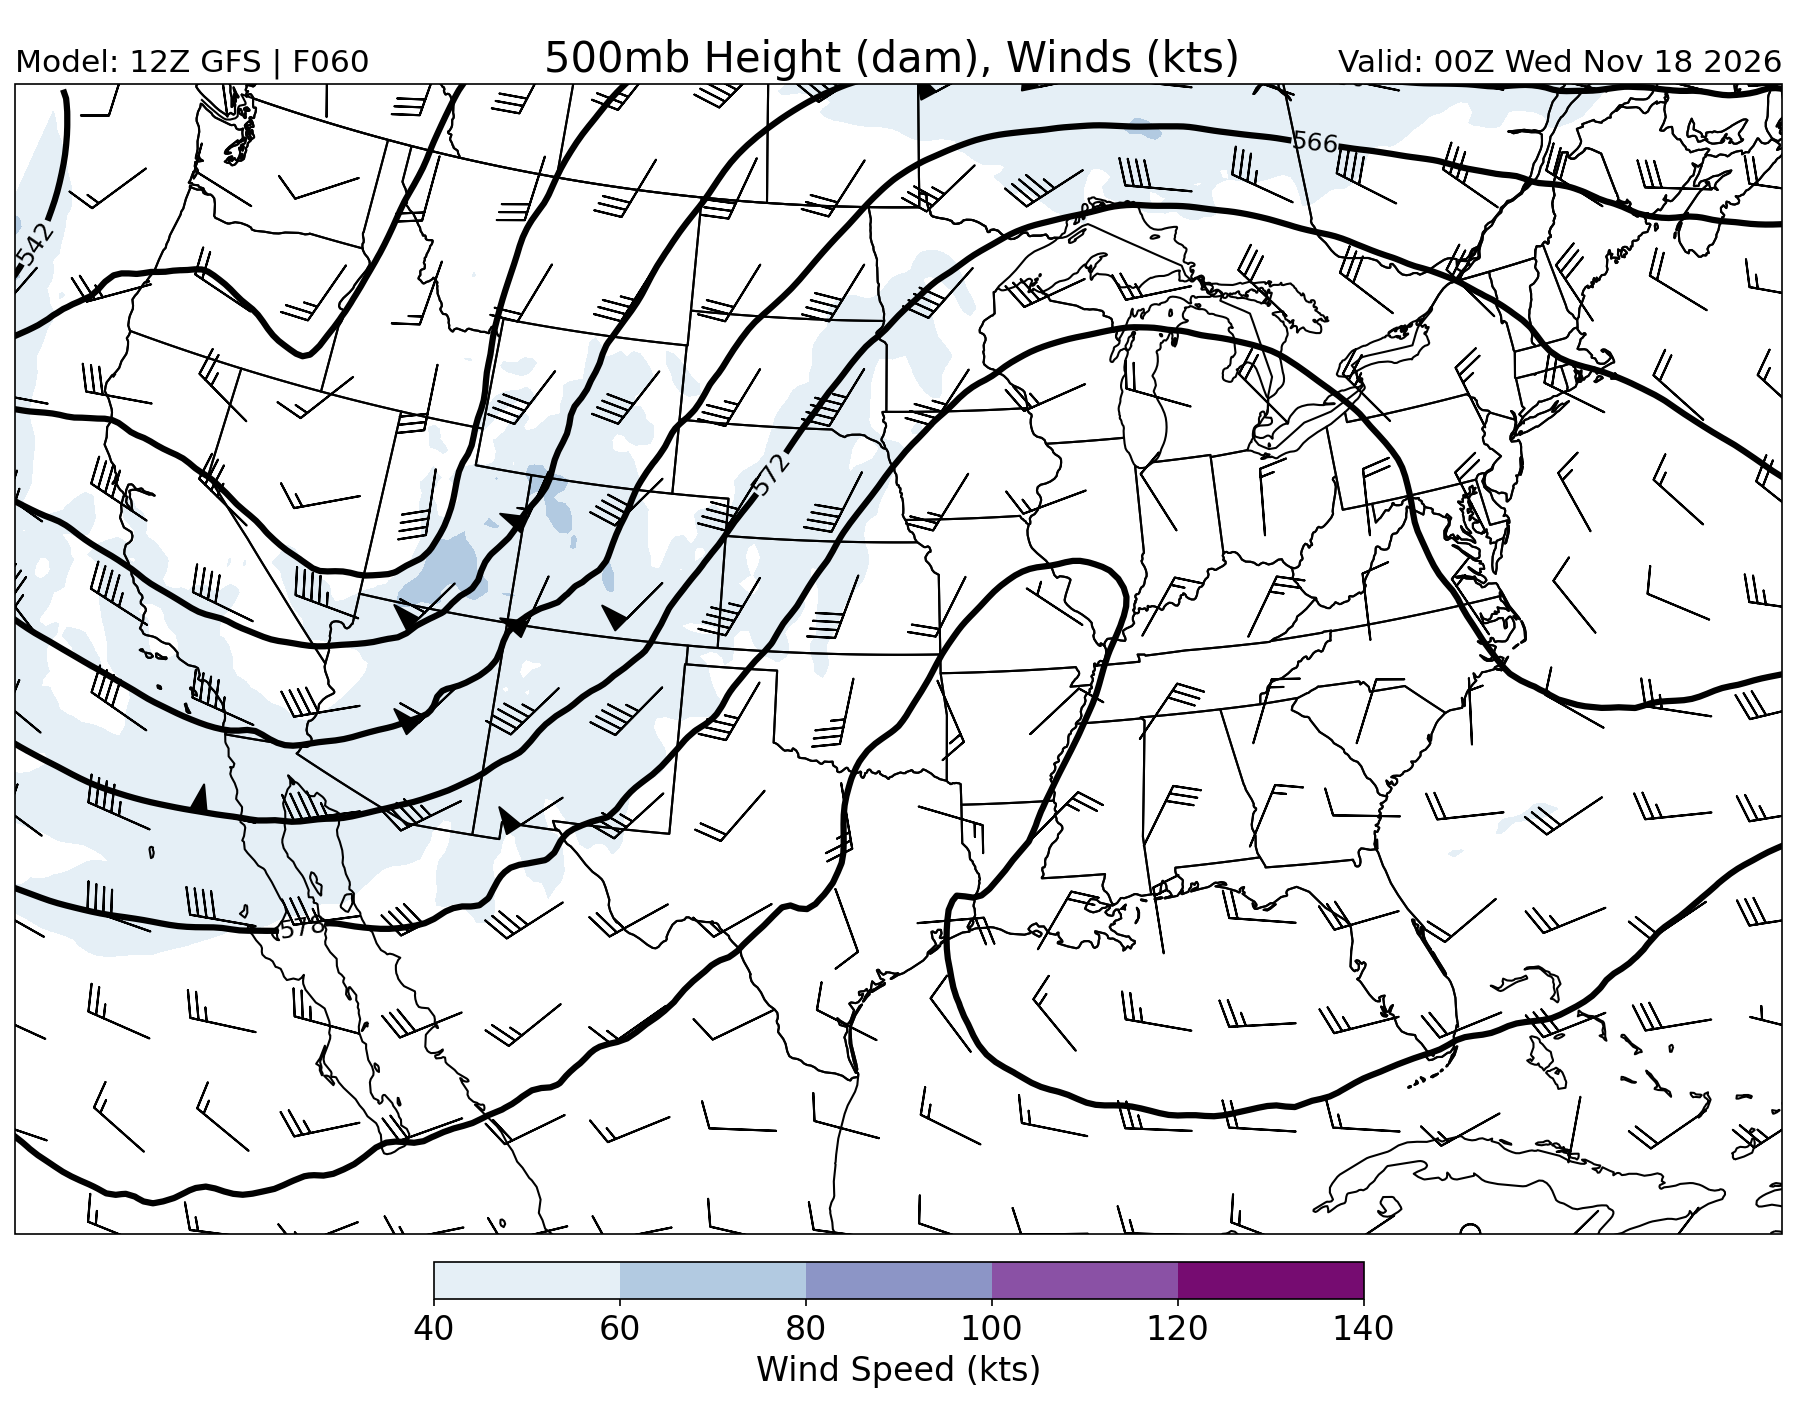 Model: 12Z GFS | F060
500mb Height (dam), Winds (kts)
Valid: 00Z Wed Nov 18 2026
566
542
572
578
40 60 80 100 120 140
Wind Speed (kts)